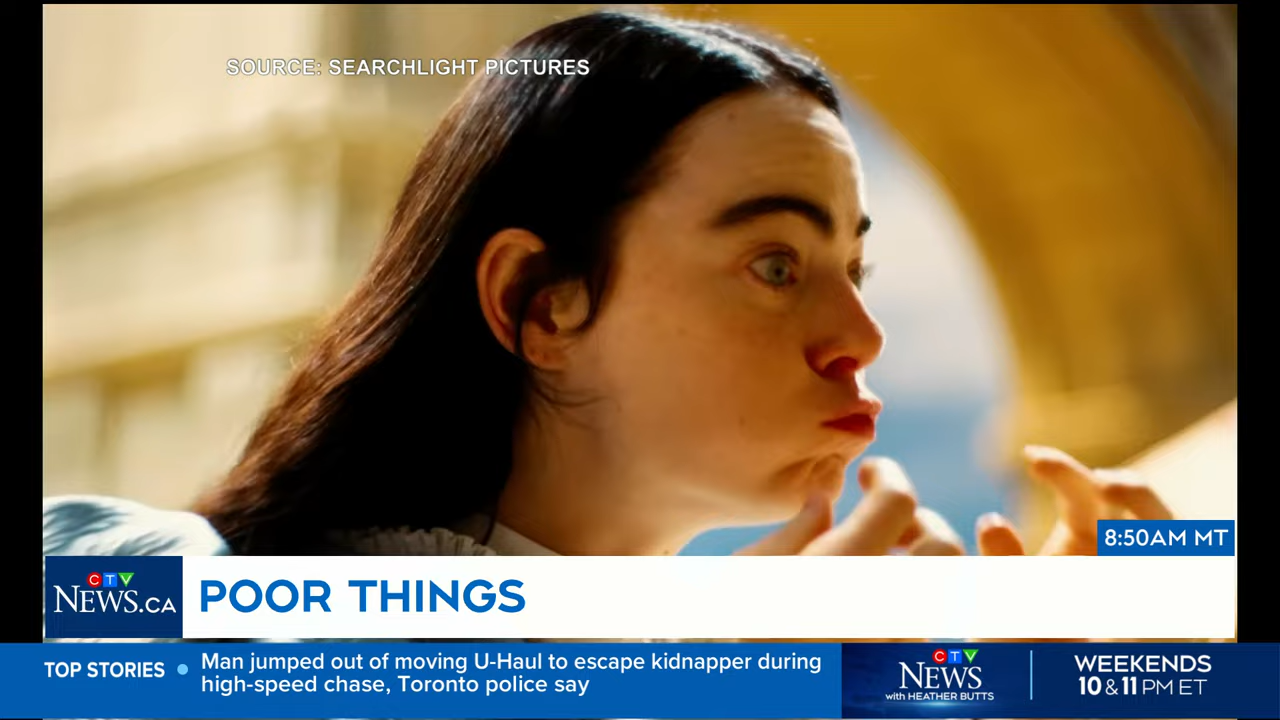 SOURCE: SEARCHLIGHT PICTURES
8:50AM MT
CTV
NEWS.CA
POOR THINGS
TOP STORIES
Man jumped out of moving U-Haul to escape kidnapper during
high-speed chase, Toronto police say
CTV
NEWS
with HEATHER BUTTS
WEEKENDS
10 & 11 PM ET